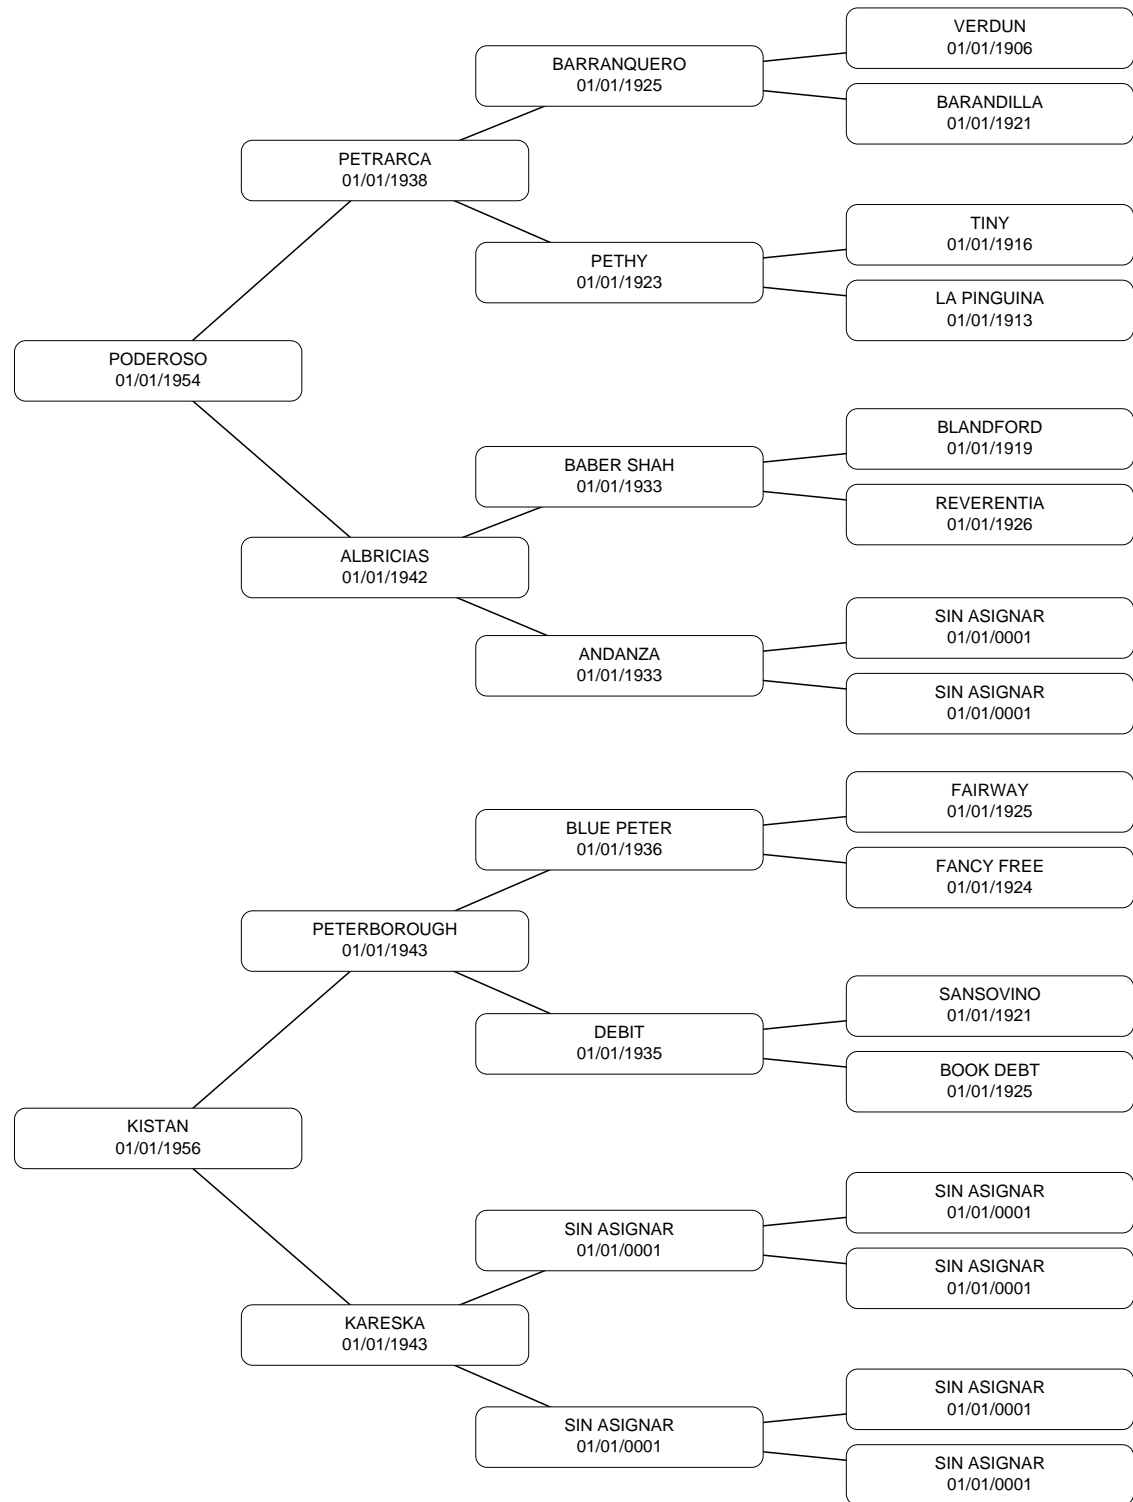 VERDUN
01/01/1906
BARRANQUERO
01/01/1925
BARANDILLA
01/01/1921
PETRARCA
01/01/1938
TINY
01/01/1916
PETHY
01/01/1923
LA PINGUINA
01/01/1913
PODEROSO
01/01/1954
BLANDFORD
01/01/1919
BABER SHAH
01/01/1933
REVERENTIA
01/01/1926
ALBRICIAS
01/01/1942
SIN ASIGNAR
01/01/0001
ANDANZA
01/01/1933
SIN ASIGNAR
01/01/0001
FAIRWAY
01/01/1925
BLUE PETER
01/01/1936
FANCY FREE
01/01/1924
PETERBOROUGH
01/01/1943
SANSOVINO
01/01/1921
DEBIT
01/01/1935
BOOK DEBT
01/01/1925
KISTAN
01/01/1956
SIN ASIGNAR
01/01/0001
SIN ASIGNAR
01/01/0001
SIN ASIGNAR
01/01/0001
KARESKA
01/01/1943
SIN ASIGNAR
01/01/0001
SIN ASIGNAR
01/01/0001
SIN ASIGNAR
01/01/0001